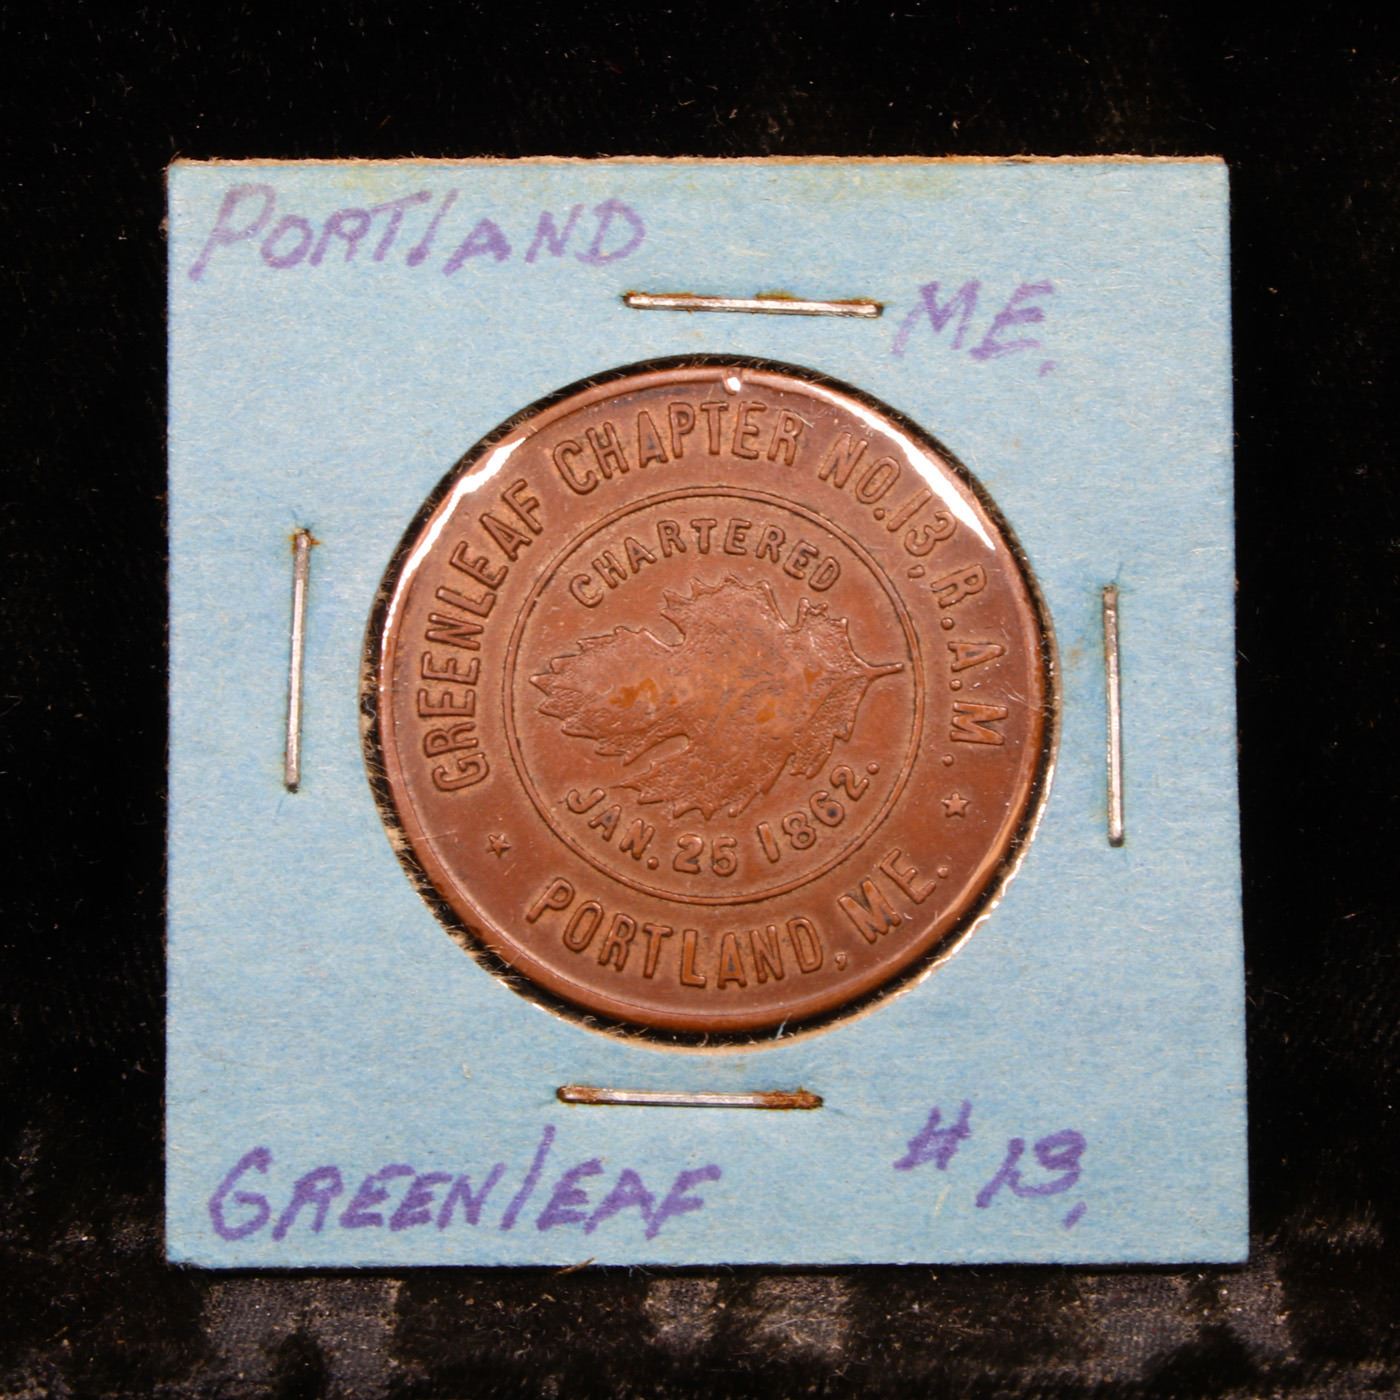 PORTLAND
ME.
GREENLEAF CHAPTER NO. 13, R.A.M.
CHARTERED
JAN. 25 1862.
PORTLAND, ME.
GREENLEAF # 13,